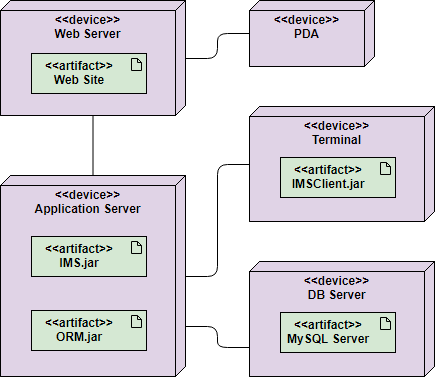 <<device>>
Web Server
<<artifact>>
Web Site
<<device>>
PDA
<<device>>
Terminal
<<artifact>>
IMSClient.jar
<<device>>
Application Server
<<artifact>>
IMS.jar
<<artifact>>
ORM.jar
<<device>>
DB Server
<<artifact>>
MySQL Server